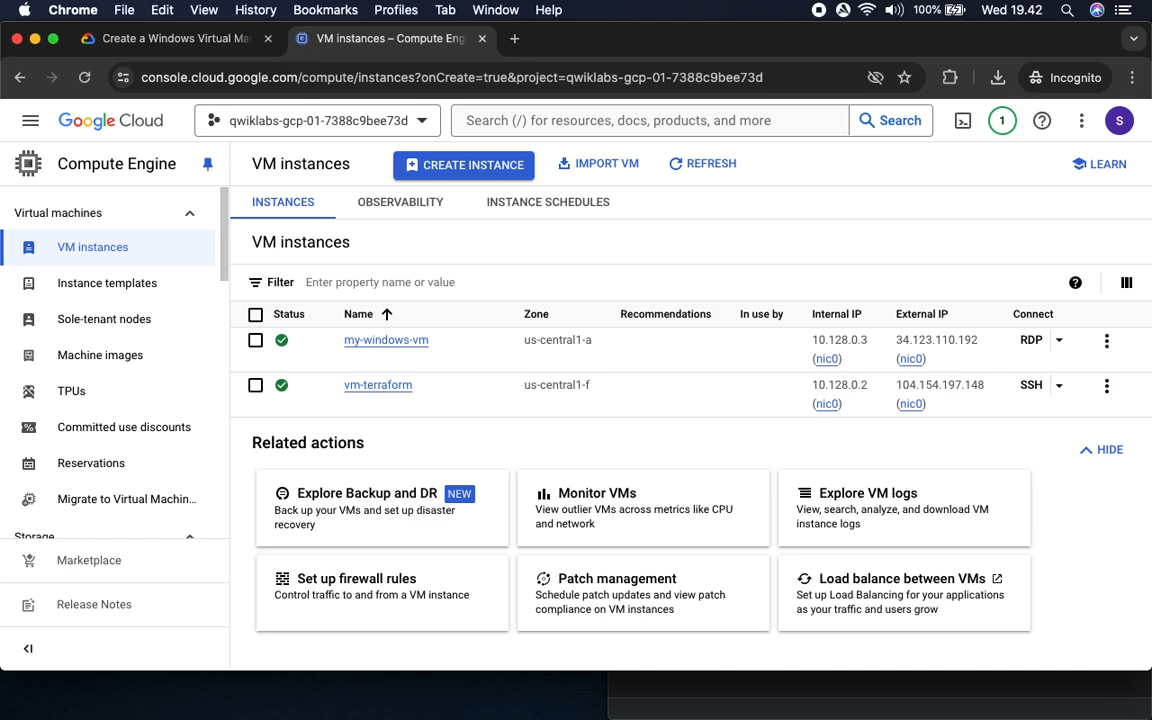 Chrome File Edit View History Bookmarks Profiles Tab Window Help 100% Wed 19.42
Create a Windows Virtual Ma VM instances – Compute Eng
console.cloud.google.com/compute/instances?onCreate=true&project=qwiklabs-gcp-01-7388c9bee73d Incognito
Google Cloud qwiklabs-gcp-01-7388c9bee73d Search (/) for resources, docs, products, and more Search 1 S
Compute Engine VM instances CREATE INSTANCE IMPORT VM REFRESH LEARN
INSTANCES OBSERVABILITY INSTANCE SCHEDULES
Virtual machines
VM instances
Instance templates
Sole-tenant nodes
Machine images
TPUs
Committed use discounts
Reservations
Migrate to Virtual Machin...
Storage
Marketplace
Release Notes
VM instances
Filter Enter property name or value
Status Name Zone Recommendations In use by Internal IP External IP Connect
my-windows-vm us-central1-a 10.128.0.3 34.123.110.192 RDP
(nic0) (nic0)
vm-terraform us-central1-f 10.128.0.2 104.154.197.148 SSH
(nic0) (nic0)
Related actions
HIDE
Explore Backup and DR NEW
Back up your VMs and set up disaster
recovery
Monitor VMs
View outlier VMs across metrics like CPU
and network
Explore VM logs
View, search, analyze, and download VM
instance logs
Set up firewall rules
Control traffic to and from a VM instance
Patch management
Schedule patch updates and view patch
compliance on VM instances
Load balance between VMs
Set up Load Balancing for your applications
as your traffic and users grow